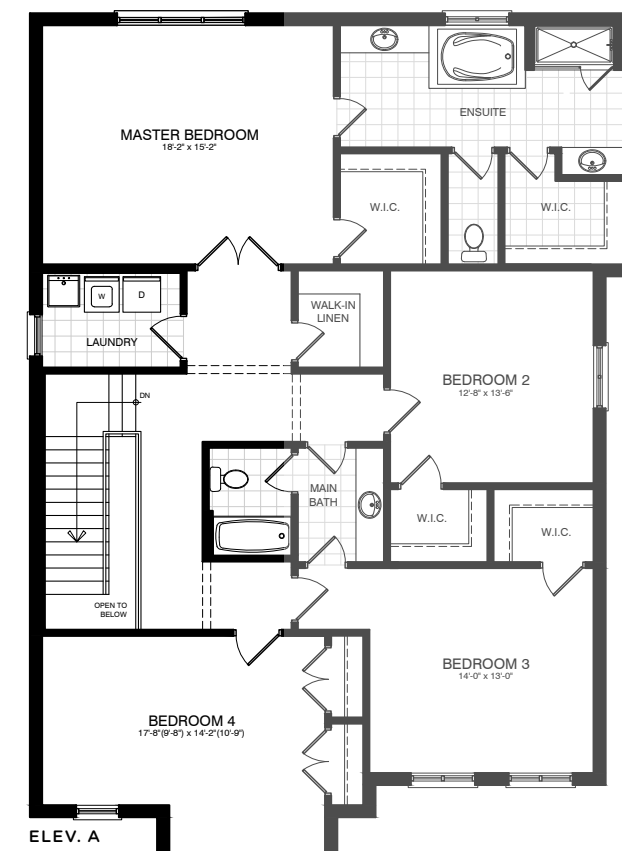 MASTER BEDROOM
18'-2" x 15'-2"
ENSUITE
W.I.C.
W.I.C.
W
D
LAUNDRY
WALK-IN
LINEN
BEDROOM 2
12'-8" x 13'-6"
DN
MAIN
BATH
W.I.C.
W.I.C.
OPEN TO
BELOW
BEDROOM 3
14'-0" x 13'-0"
BEDROOM 4
17'-8"(9'-8") x 14'-2"(10'-9")
ELEV. A